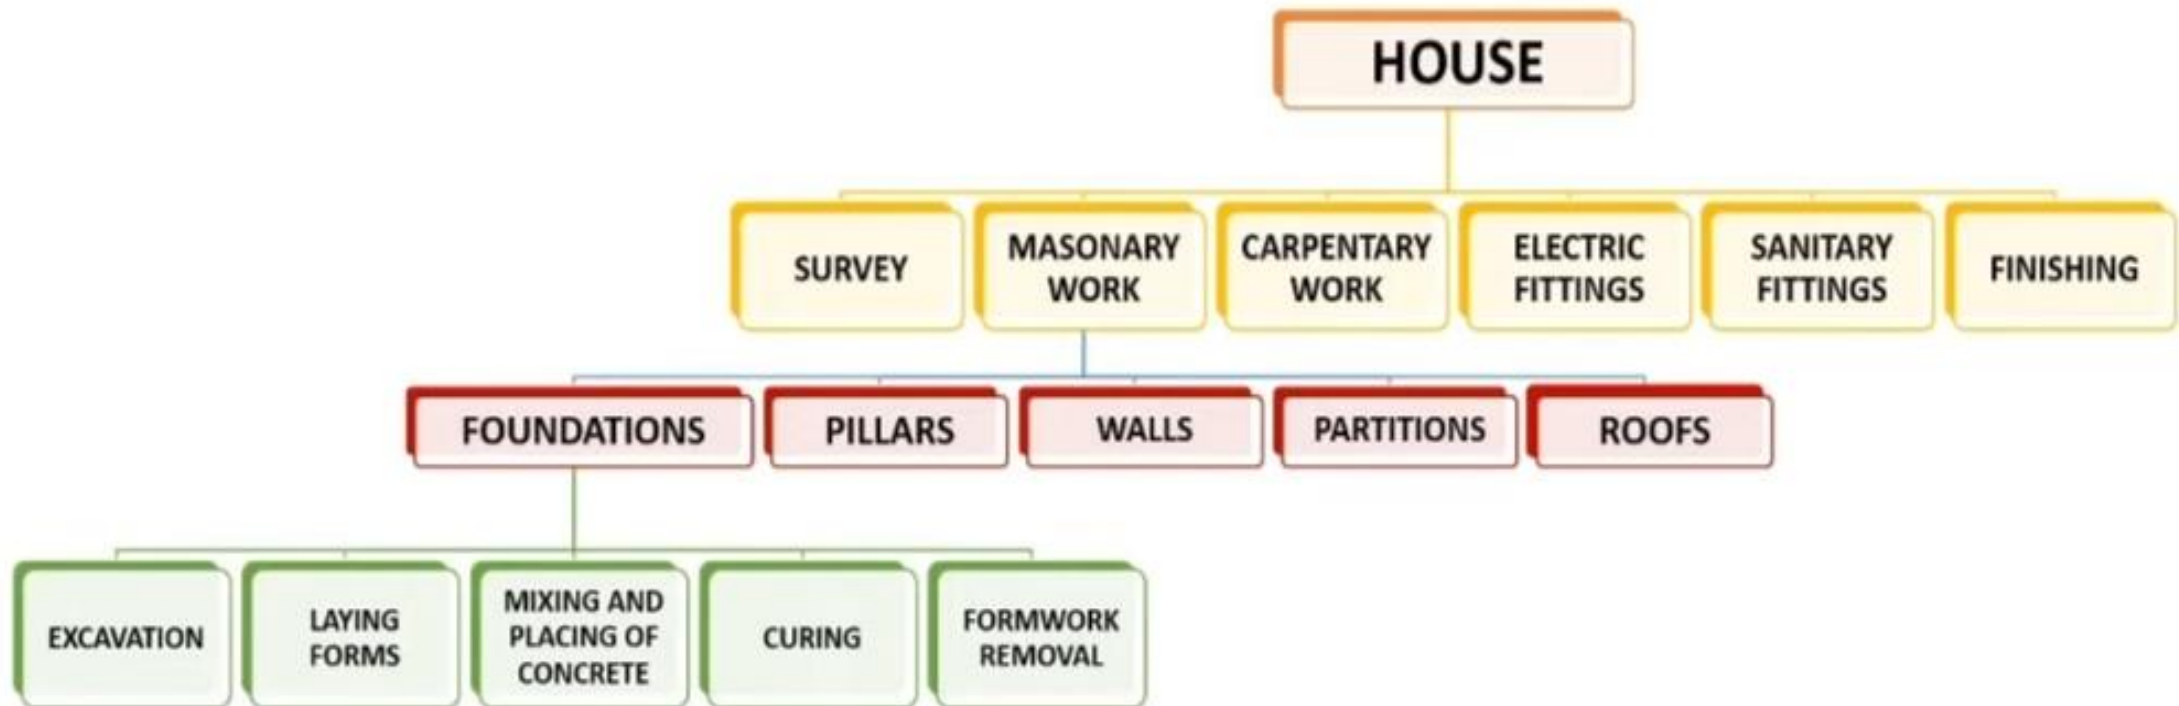 HOUSE
SURVEY
MASONARY
WORK
CARPENTARY
WORK
ELECTRIC
FITTINGS
SANITARY
FITTINGS
FINISHING
FOUNDATIONS
PILLARS
WALLS
PARTITIONS
ROOFS
EXCAVATION
LAYING
FORMS
MIXING AND
PLACING OF
CONCRETE
CURING
FORMWORK
REMOVAL